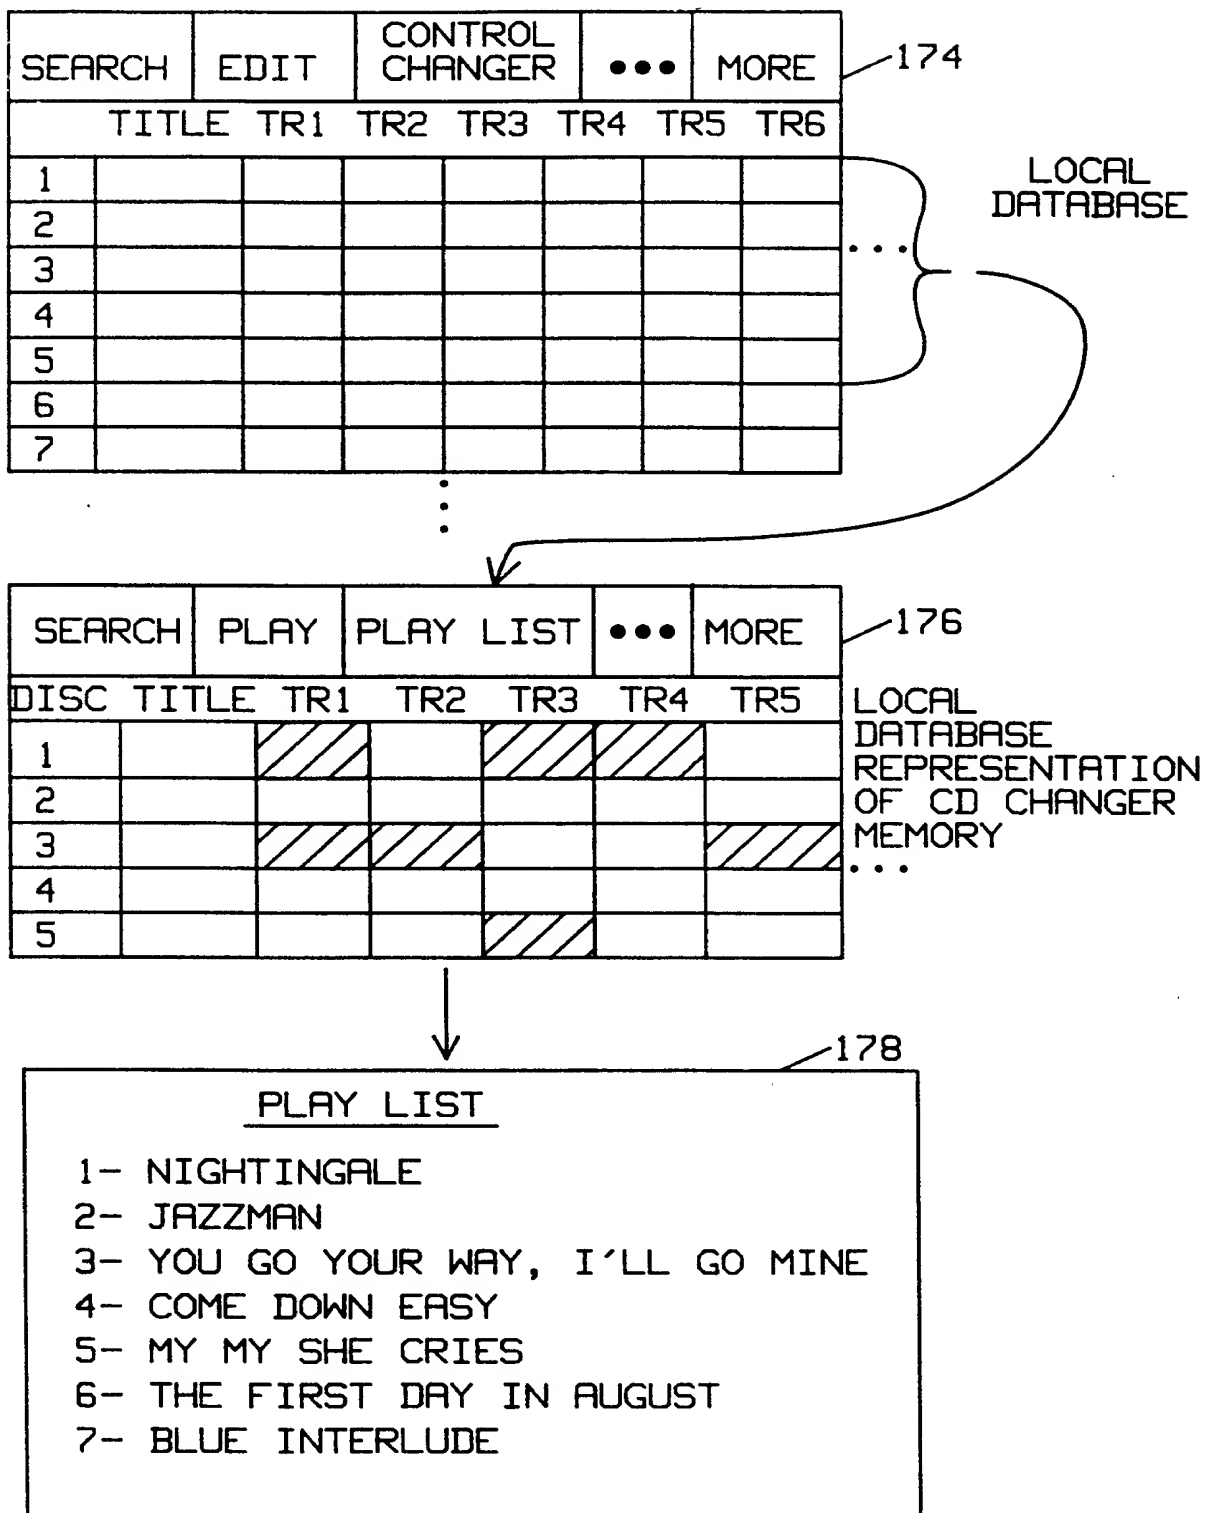 SEARCH EDIT CONTROL CHANGER ●●● MORE
174
TITLE TR1 TR2 TR3 TR4 TR5 TR6
1
2
3
4
5
6
7
LOCAL
DATABASE
SEARCH PLAY PLAY LIST ●●● MORE
176
DISC TITLE TR1 TR2 TR3 TR4 TR5
1
2
3
4
5
LOCAL
DATABASE
REPRESENTATION
OF CD CHANGER
MEMORY
178
PLAY LIST
1- NIGHTINGALE
2- JAZZMAN
3- YOU GO YOUR WAY, I'LL GO MINE
4- COME DOWN EASY
5- MY MY SHE CRIES
6- THE FIRST DAY IN AUGUST
7- BLUE INTERLUDE